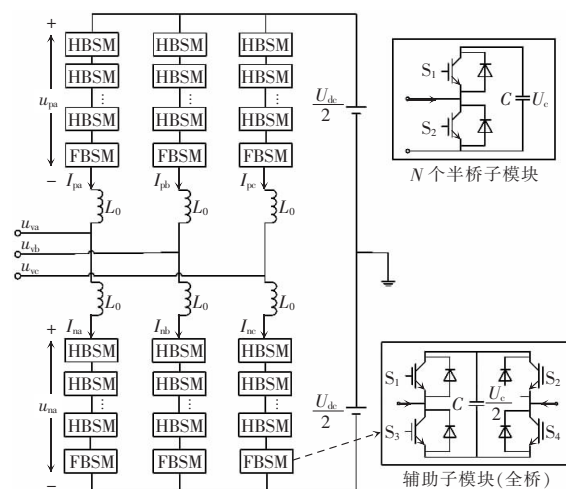 +
HBSM HBSM HBSM
HBSM HBSM HBSM
u_pa
⋮ ⋮ ⋮
HBSM HBSM HBSM
FBSM FBSM FBSM
−
I_pa I_pb I_pc
L_0 L_0 L_0
u_va
u_vb
u_vc
L_0 L_0 L_0
+
I_na I_nb I_nc
HBSM HBSM HBSM
HBSM HBSM HBSM
u_na
⋮ ⋮ ⋮
HBSM HBSM HBSM
FBSM FBSM FBSM
−
U_dc
2
U_dc
2
S_1
C U_c
S_2
N 个半桥子模块
S_1 S_2
C U_c
2
S_3 S_4
辅助子模块(全桥)